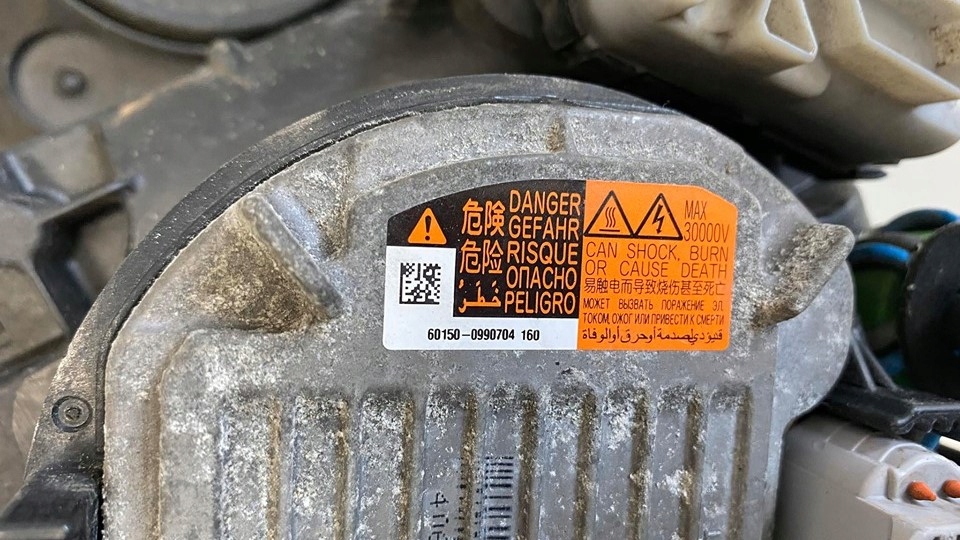 危険
危险
DANGER
GEFAHR
RISQUE
ОПАСНО
خطر
PELIGRO
60150-0990704 160
MAX
30000V
CAN SHOCK, BURN
OR CAUSE DEATH
易触电而导致烧伤甚至死亡
МОЖЕТ ВЫЗВАТЬ ПОРАЖЕНИЕ ЭЛ.
ТОКОМ, ОЖОГ ИЛИ ПРИВЕСТИ К СМЕРТИ